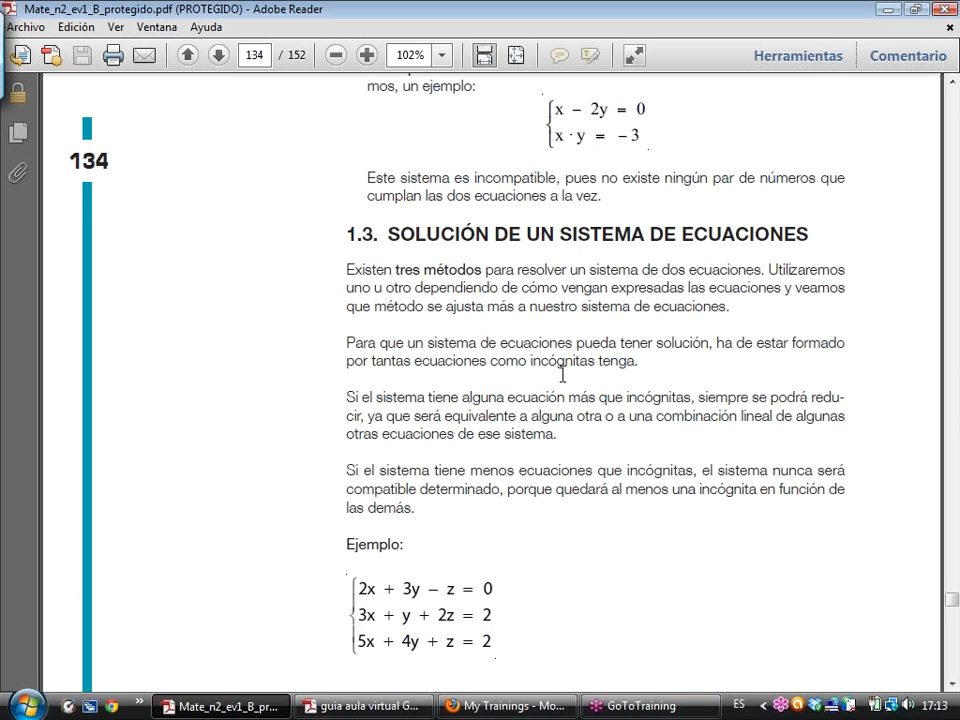 Mate_n2_ev1_B_protegido.pdf (PROTEGIDO) - Adobe Reader
Archivo Edición Ver Ventana Ayuda
134 / 152 102% Herramientas Comentario
mos, un ejemplo:
x - 2y = 0
x · y = - 3
134
Este sistema es incompatible, pues no existe ningún par de números que
cumplan las dos ecuaciones a la vez.
1.3. SOLUCIÓN DE UN SISTEMA DE ECUACIONES
Existen tres métodos para resolver un sistema de dos ecuaciones. Utilizaremos
uno u otro dependiendo de cómo vengan expresadas las ecuaciones y veamos
que método se ajusta más a nuestro sistema de ecuaciones.
Para que un sistema de ecuaciones pueda tener solución, ha de estar formado
por tantas ecuaciones como incógnitas tenga.
Si el sistema tiene alguna ecuación más que incógnitas, siempre se podrá redu-
cir, ya que será equivalente a alguna otra o a una combinación lineal de algunas
otras ecuaciones de ese sistema.
Si el sistema tiene menos ecuaciones que incógnitas, el sistema nunca será
compatible determinado, porque quedará al menos una incógnita en función de
las demás.
Ejemplo:
2x + 3y - z = 0
3x + y + 2z = 2
5x + 4y + z = 2
Mate_n2_ev1_B_pr... guia aula virtual G... My Trainings - Mo... GoToTraining ES 17:13